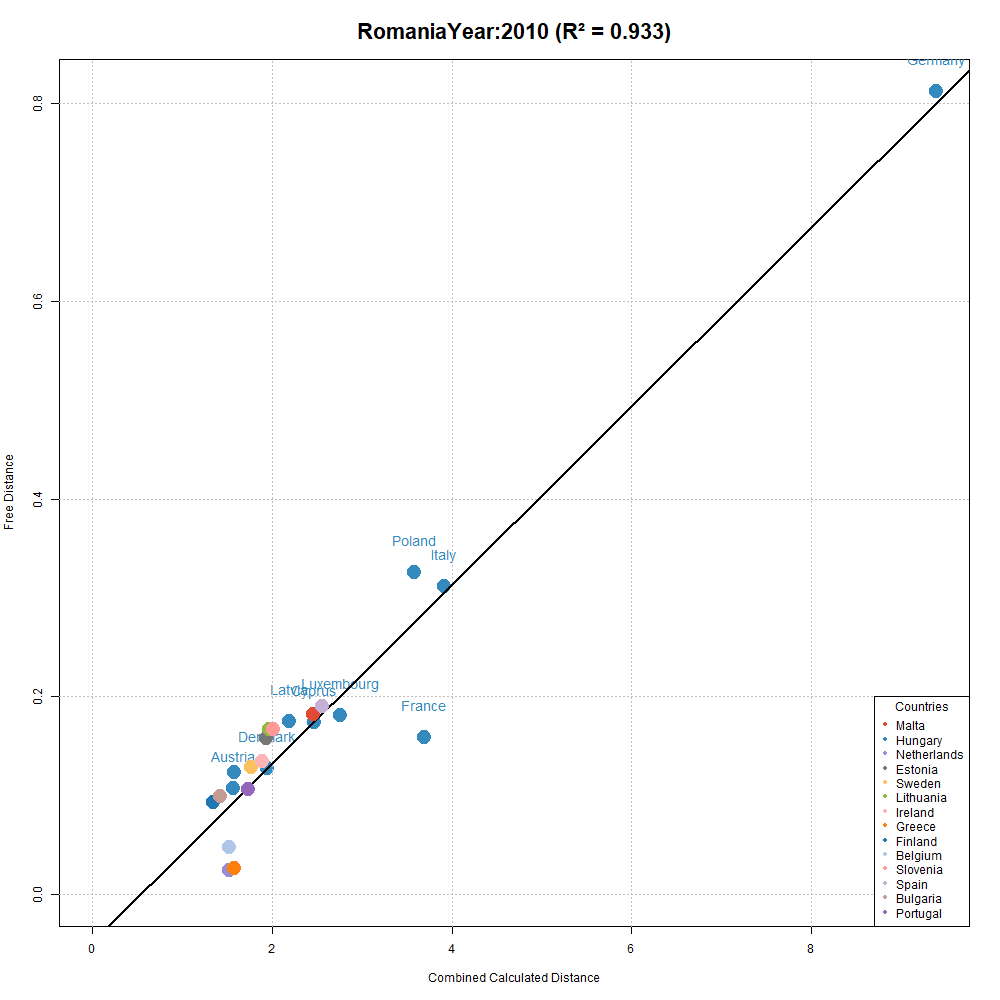 RomaniaYear:2010 (R² = 0.933)
Germany
0.8
0.6
Free Distance
0.4
Poland
Italy
0.2
Luxembourg
Latvia
Cyprus
France
Denmark
Austria
0.0
Countries
Malta
Hungary
Netherlands
Estonia
Sweden
Lithuania
Ireland
Greece
Finland
Belgium
Slovenia
Spain
Bulgaria
Portugal
0 2 4 6 8
Combined Calculated Distance